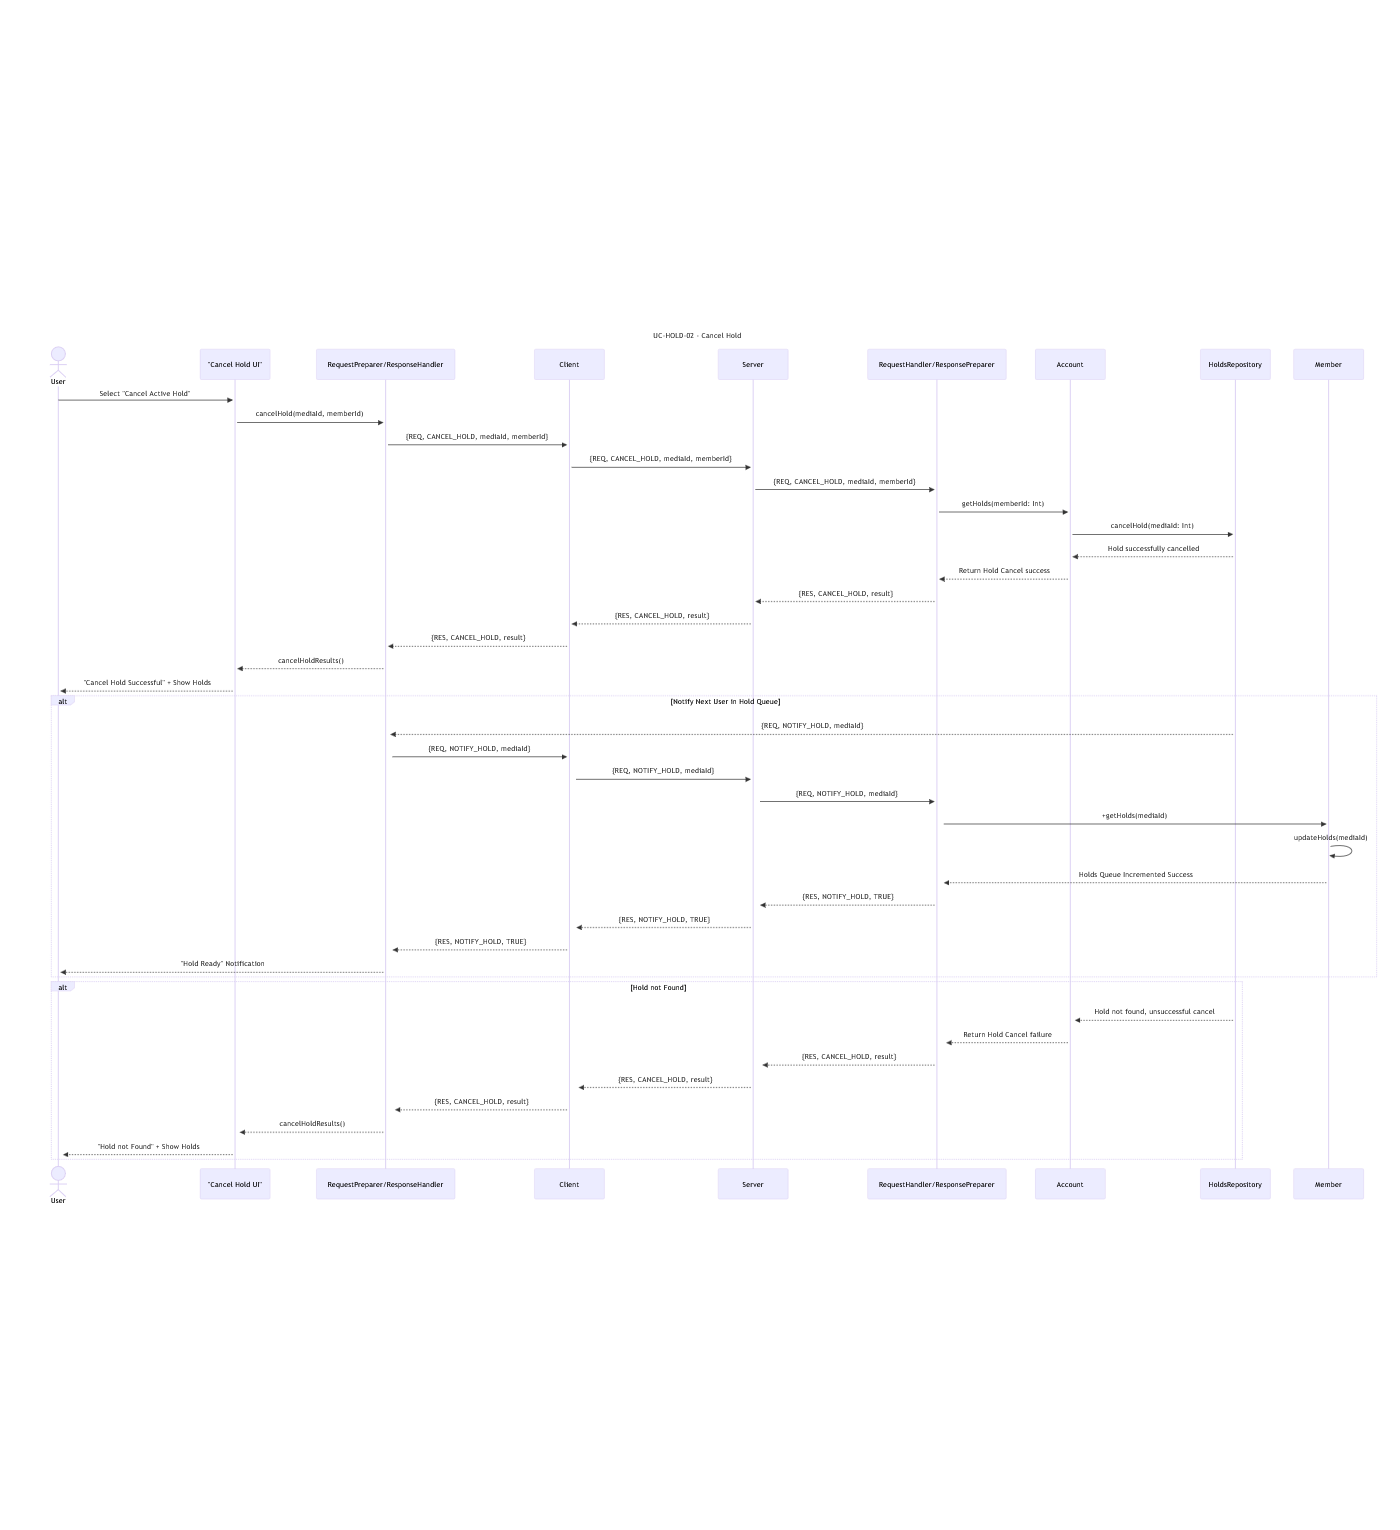 UC-HOLD-02 - Cancel Hold
User
"Cancel Hold UI"
RequestPreparer/ResponseHandler
Client
Server
RequestHandler/ResponsePreparer
Account
HoldsRepository
Member
Select "Cancel Active Hold"
cancelHold(mediaId, memberId)
{REQ, CANCEL_HOLD, mediaId, memberId}
{REQ, CANCEL_HOLD, mediaId, memberId}
{REQ, CANCEL_HOLD, mediaId, memberId}
getHolds(memberId: Int)
cancelHold(mediaId: Int)
Hold successfully cancelled
Return Hold Cancel success
{RES, CANCEL_HOLD, result}
{RES, CANCEL_HOLD, result}
{RES, CANCEL_HOLD, result}
cancelHoldResults()
"Cancel Hold Successful" + Show Holds
alt
[Notify Next User in Hold Queue]
{REQ, NOTIFY_HOLD, mediaId}
{REQ, NOTIFY_HOLD, mediaId}
{REQ, NOTIFY_HOLD, mediaId}
{REQ, NOTIFY_HOLD, mediaId}
+getHolds(mediaId)
updateHolds(mediaId)
Holds Queue Incremented Success
{RES, NOTIFY_HOLD, TRUE}
{RES, NOTIFY_HOLD, TRUE}
{RES, NOTIFY_HOLD, TRUE}
"Hold Ready" Notification
alt
[Hold not Found]
Hold not found, unsuccessful cancel
Return Hold Cancel failure
{RES, CANCEL_HOLD, result}
{RES, CANCEL_HOLD, result}
{RES, CANCEL_HOLD, result}
cancelHoldResults()
"Hold not Found" + Show Holds
User
"Cancel Hold UI"
RequestPreparer/ResponseHandler
Client
Server
RequestHandler/ResponsePreparer
Account
HoldsRepository
Member